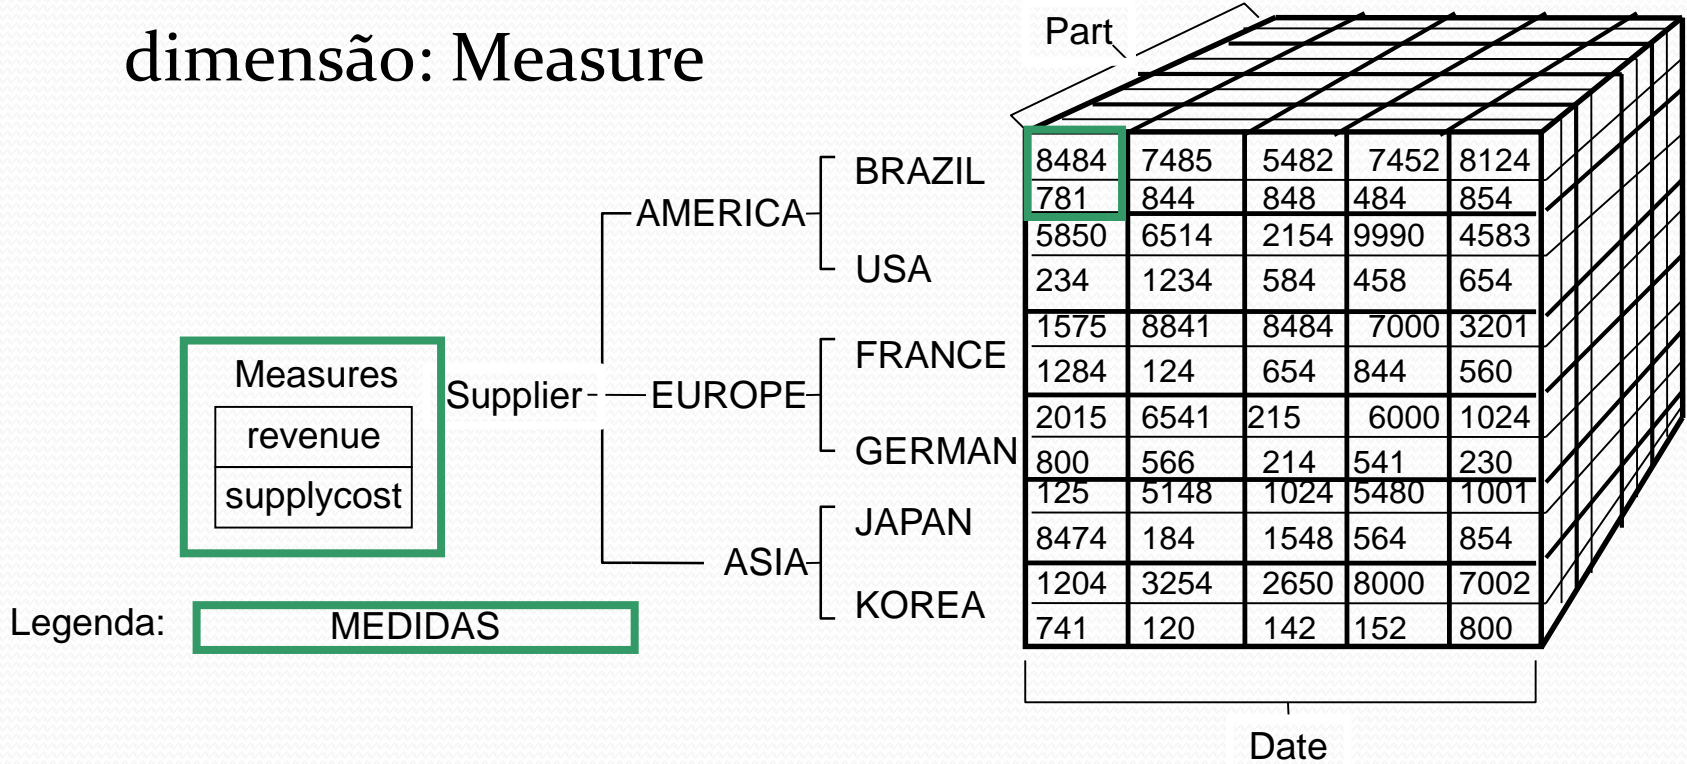 dimensão: Measure
Part
BRAZIL
AMERICA
USA
Measures
revenue
supplycost
Supplier
FRANCE
EUROPE
GERMAN
JAPAN
ASIA
KOREA
8484 7485 5482 7452 8124
781 844 848 484 854
5850 6514 2154 9990 4583
234 1234 584 458 654
1575 8841 8484 7000 3201
1284 124 654 844 560
2015 6541 215 6000 1024
800 566 214 541 230
125 5148 1024 5480 1001
8474 184 1548 564 854
1204 3254 2650 8000 7002
741 120 142 152 800
Legenda: MEDIDAS
Date